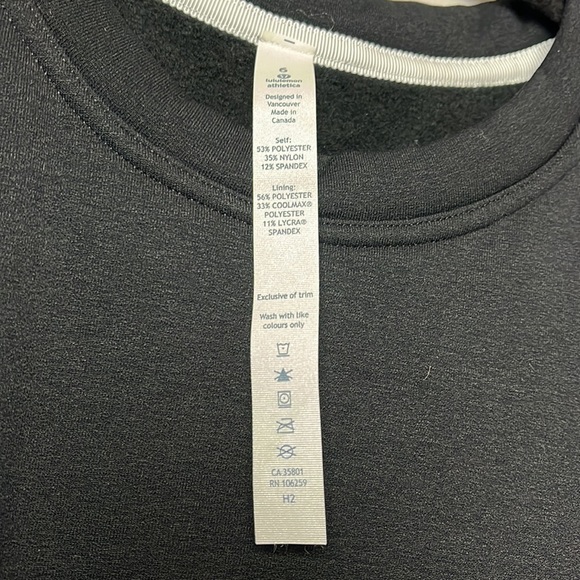 6
lululemon
athletica
Designed in
Vancouver
Made in
Canada
Self:
53% POLYESTER
35% NYLON
12% SPANDEX
Lining:
56% POLYESTER
33% COOLMAX®
POLYESTER
11% LYCRA®
SPANDEX
Exclusive of trim
Wash with like
colours only
CA 35801
RN 106259
H2